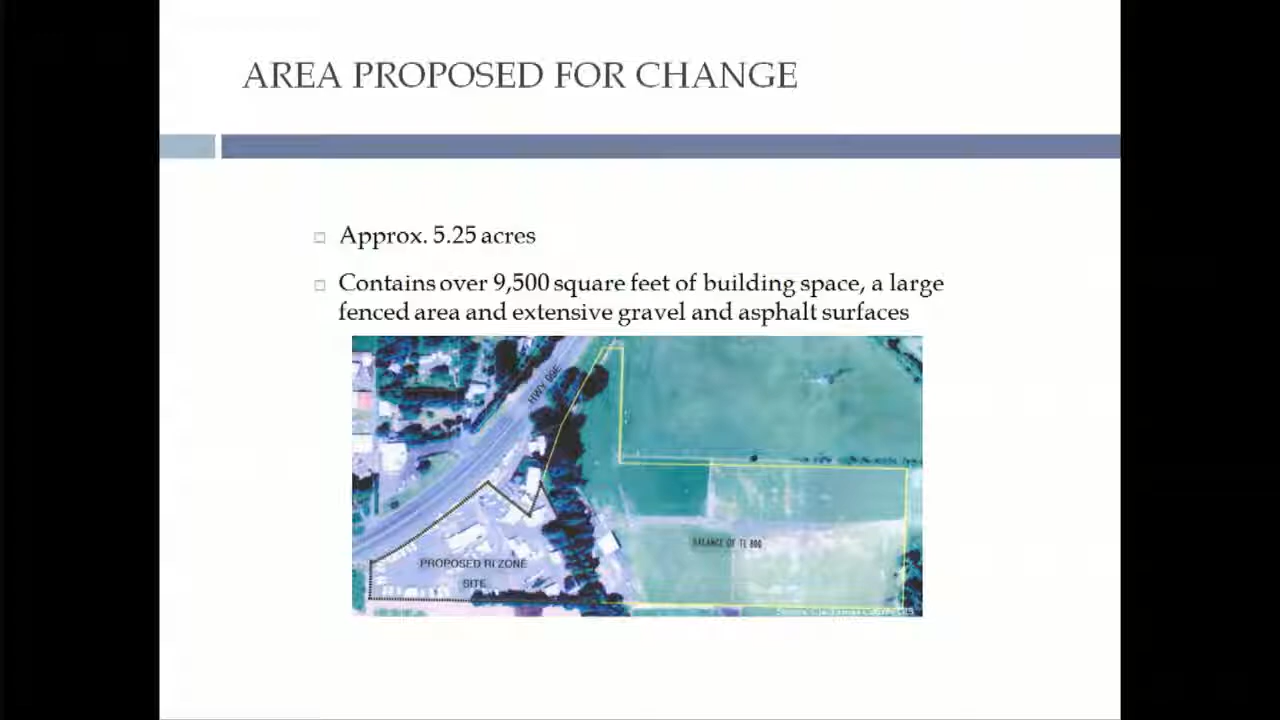 AREA PROPOSED FOR CHANGE
Approx. 5.25 acres
Contains over 9,500 square feet of building space, a large
fenced area and extensive gravel and asphalt surfaces
HWY 99E
BALANCE OF TL 800
PROPOSED RI ZONE
SITE